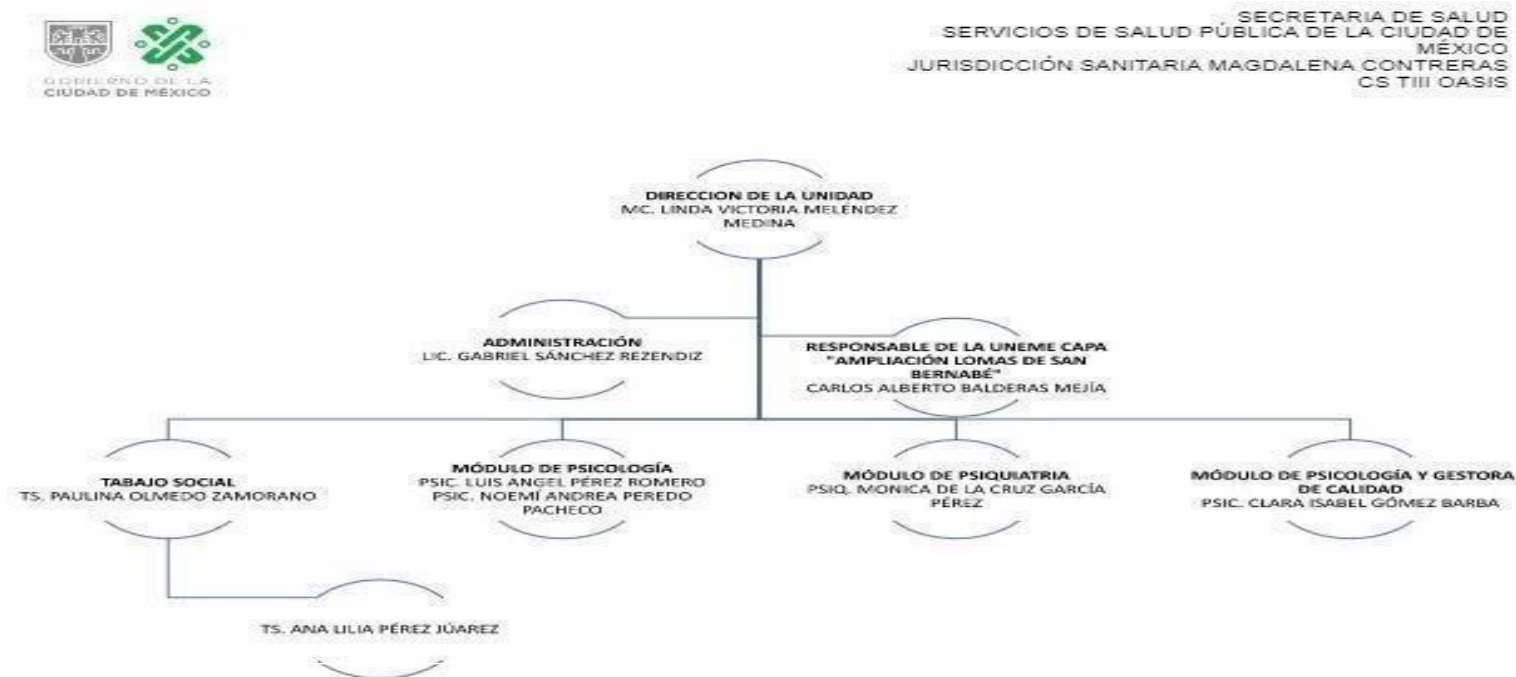 GOBIERNO DE LA
CIUDAD DE MÉXICO
SECRETARIA DE SALUD
SERVICIOS DE SALUD PÚBLICA DE LA CIUDAD DE
MÉXICO
JURISDICCIÓN SANITARIA MAGDALENA CONTRERAS
CS TIII OASIS
DIRECCION DE LA UNIDAD
MC. LINDA VICTORIA MELÉNDEZ
MEDINA
ADMINISTRACIÓN
LIC. GABRIEL SÁNCHEZ REZENDIZ
RESPONSABLE DE LA UNEME CAPA
"AMPLIACIÓN LOMAS DE SAN
BERNABÉ"
CARLOS ALBERTO BALDERAS MEJÍA
TABAJO SOCIAL
TS. PAULINA OLMEDO ZAMORANO
MÓDULO DE PSICOLOGÍA
PSIC. LUIS ANGEL PÉREZ ROMERO
PSIC. NOEMÍ ANDREA PEREDO
PACHECO
MÓDULO DE PSIQUIATRIA
PSIQ. MONICA DE LA CRUZ GARCÍA
PÉREZ
MÓDULO DE PSICOLOGÍA Y GESTORA
DE CALIDAD
PSIC. CLARA ISABEL GÓMEZ BARBA
TS. ANA LILIA PÉREZ JÚAREZ